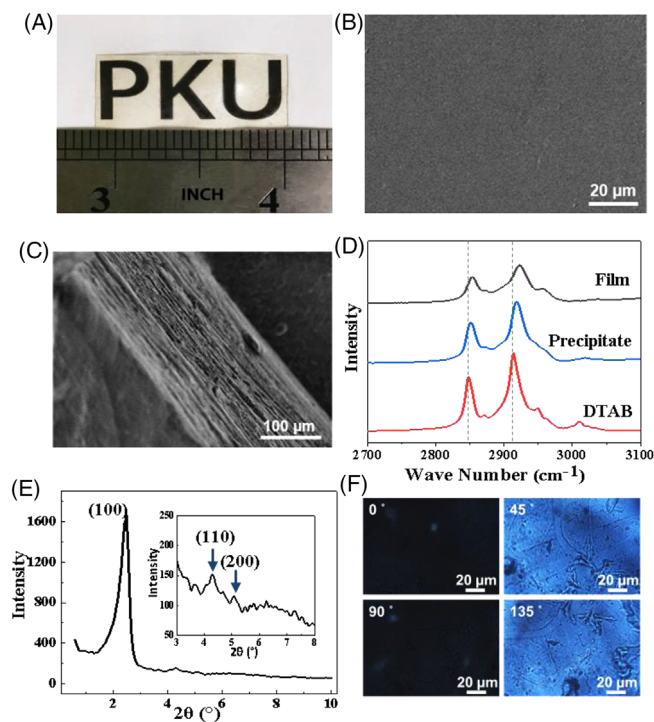 (A)
PKU
3 INCH 4
(B)
20 µm
(C)
100 µm
(D)
Intensity
Film
Precipitate
DTAB
2700 2800 2900 3000 3100
Wave Number (cm⁻¹)
(E)
Intensity
1600
1200
800
400
0
(100)
Intensity
250
200
150
100
50
(110)
(200)
3 4 5 6 7 8
2θ (°)
2 4 6 8 10
2θ (°)
(F)
0 °
20 µm
45 °
20 µm
90 °
20 µm
135 °
20 µm